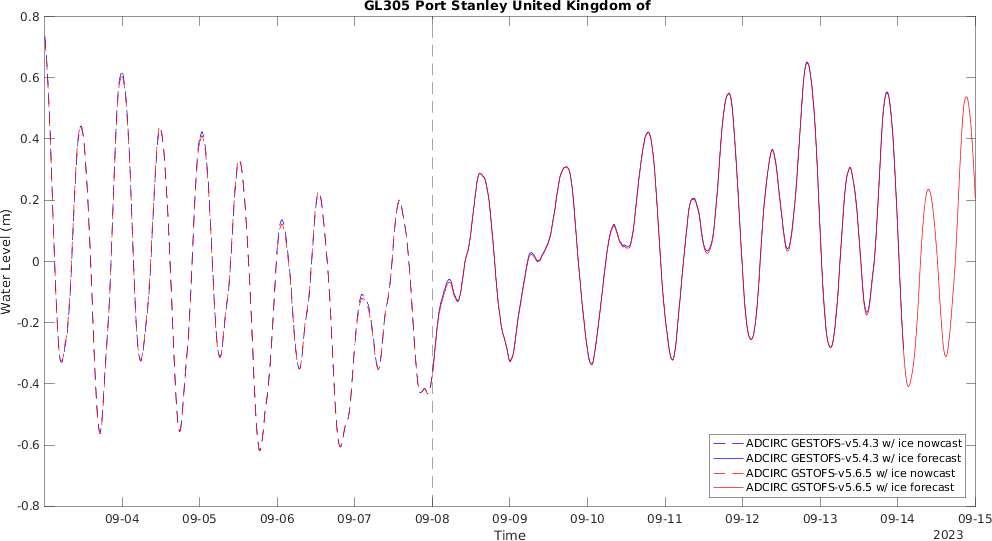 GL305 Port Stanley United Kingdom of
0.8
0.6
0.4
0.2
0
-0.2
-0.4
-0.6
-0.8
Water Level (m)
ADCIRC GESTOFS-v5.4.3 w/ ice nowcast
ADCIRC GESTOFS-v5.4.3 w/ ice forecast
ADCIRC GSTOFS-v5.6.5 w/ ice nowcast
ADCIRC GSTOFS-v5.6.5 w/ ice forecast
09-04 09-05 09-06 09-07 09-08 09-09 09-10 09-11 09-12 09-13 09-14 09-15
Time
2023